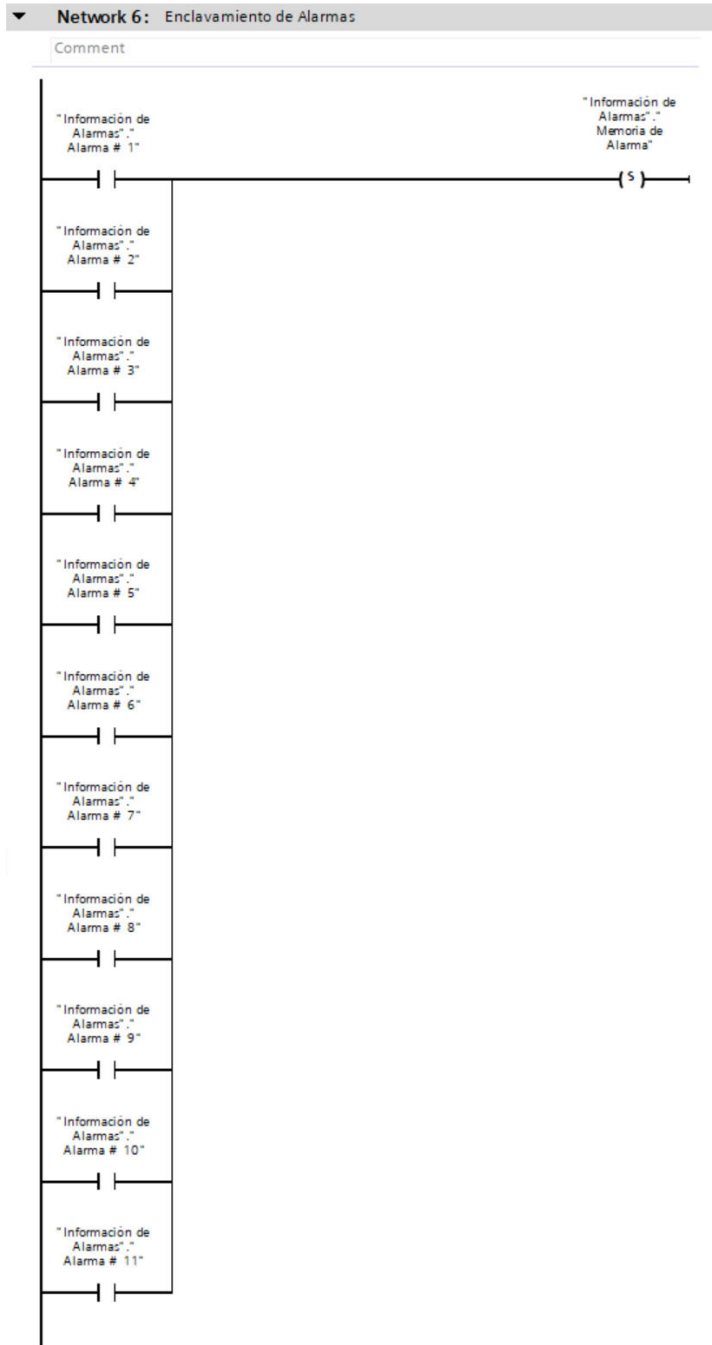 Network 6: Enclavamiento de Alarmas
Comment
"Información de
Alarmas"."
Alarma # 1"
"Información de
Alarmas"."
Memoria de
Alarma"
S
"Información de
Alarmas"."
Alarma # 2"
"Información de
Alarmas"."
Alarma # 3"
"Información de
Alarmas"."
Alarma # 4"
"Información de
Alarmas"."
Alarma # 5"
"Información de
Alarmas"."
Alarma # 6"
"Información de
Alarmas"."
Alarma # 7"
"Información de
Alarmas"."
Alarma # 8"
"Información de
Alarmas"."
Alarma # 9"
"Información de
Alarmas"."
Alarma # 10"
"Información de
Alarmas"."
Alarma # 11"